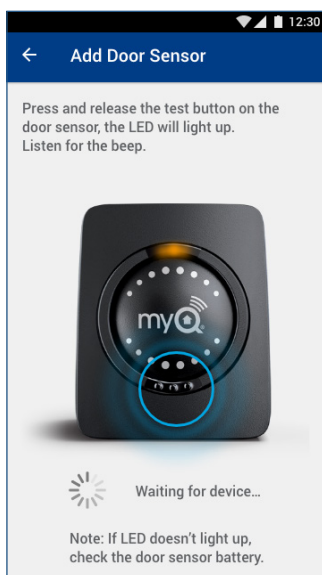 12:30
Add Door Sensor
Press and release the test button on the
door sensor, the LED will light up.
Listen for the beep.
myQ
Waiting for device...
Note: If LED doesn't light up,
check the door sensor battery.